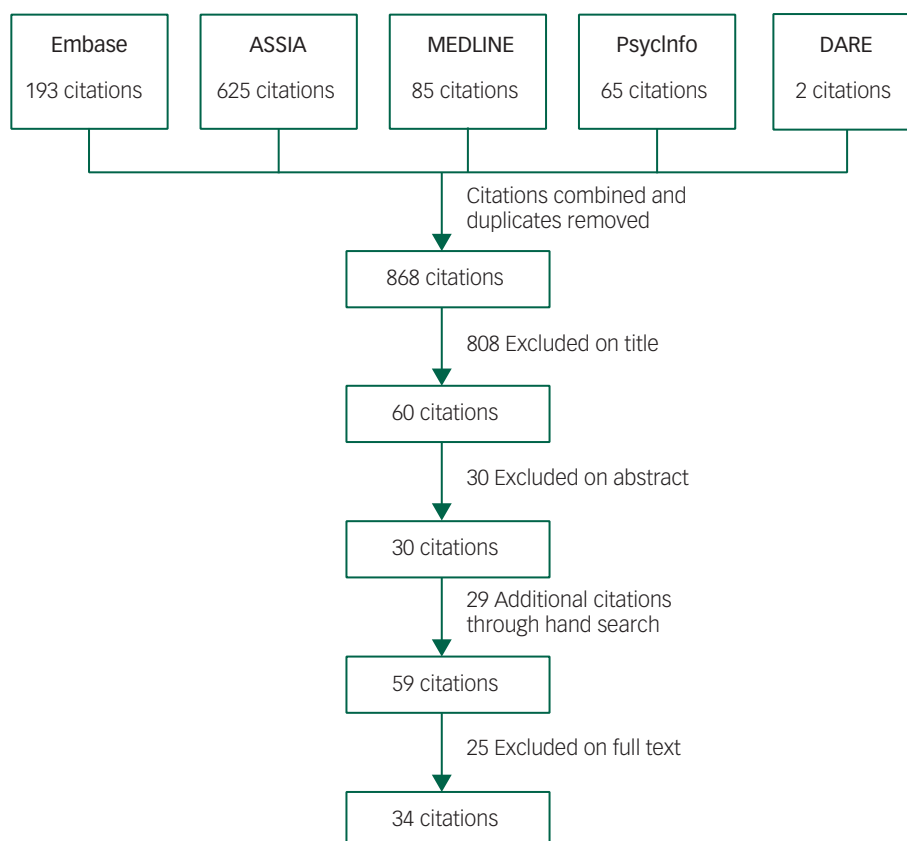 Embase
193 citations
ASSIA
625 citations
MEDLINE
85 citations
PsycInfo
65 citations
DARE
2 citations
Citations combined and
duplicates removed
868 citations
808 Excluded on title
60 citations
30 Excluded on abstract
30 citations
29 Additional citations
through hand search
59 citations
25 Excluded on full text
34 citations